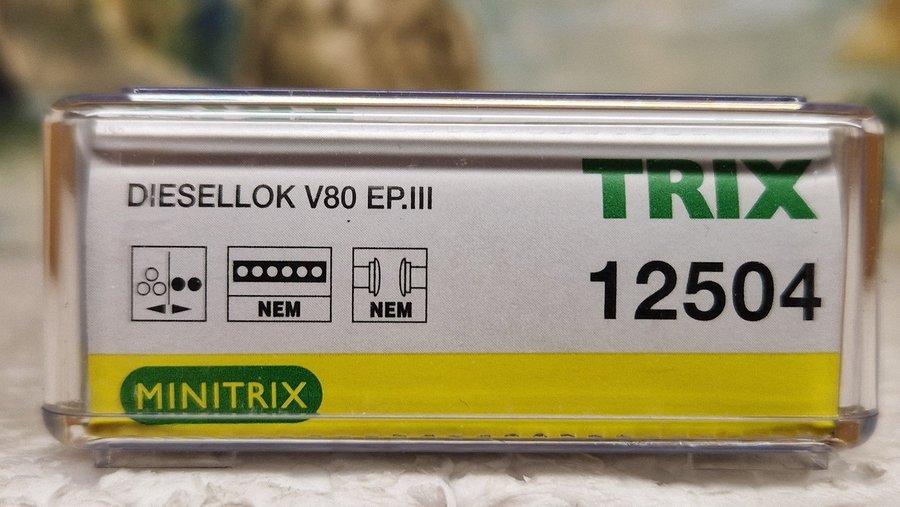 TRIX
DIESELLOK V80 EP.III
12504
NEM
NEM
MINITRIX